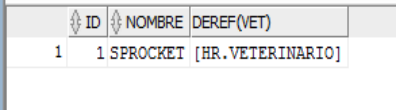 ID NOMBRE DEREF(VET)
1 1 SPROCKET [HR.VETERINARIO]